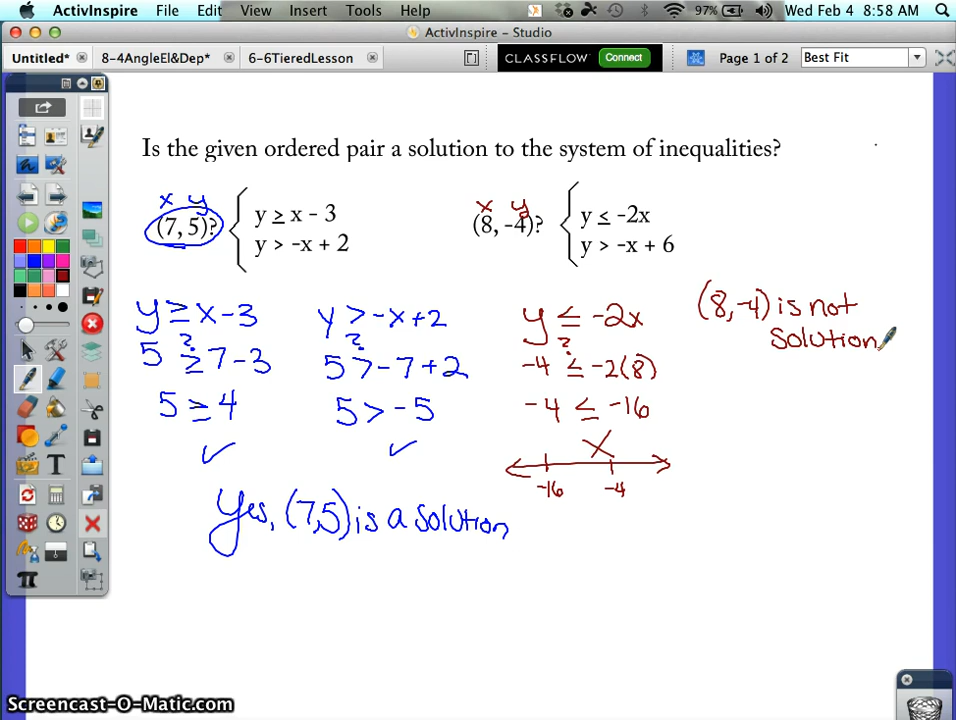 ActivInspire File Edit View Insert Tools Help 97% Wed Feb 4 8:58 AM
ActivInspire - Studio
Untitled* 8-4AngleEl&Dep* 6-6TieredLesson CLASSFLOW Connect Page 1 of 2 Best Fit
Is the given ordered pair a solution to the system of inequalities?
x y
(7, 5)? y ≥ x - 3
y > -x + 2
x y
(8, -4)? y ≤ -2x
y > -x + 6
y ≥ x - 3
?
5 ≥ 7 - 3
5 ≥ 4
✓
y > -x + 2
?
5 > -7 + 2
5 > -5
✓
Yes, (7,5) is a solution
y ≤ -2x
?
-4 ≤ -2(8)
-4 ≤ -16
X
-16 -4
(8,-4) is not
solution
Screencast-O-Matic.com